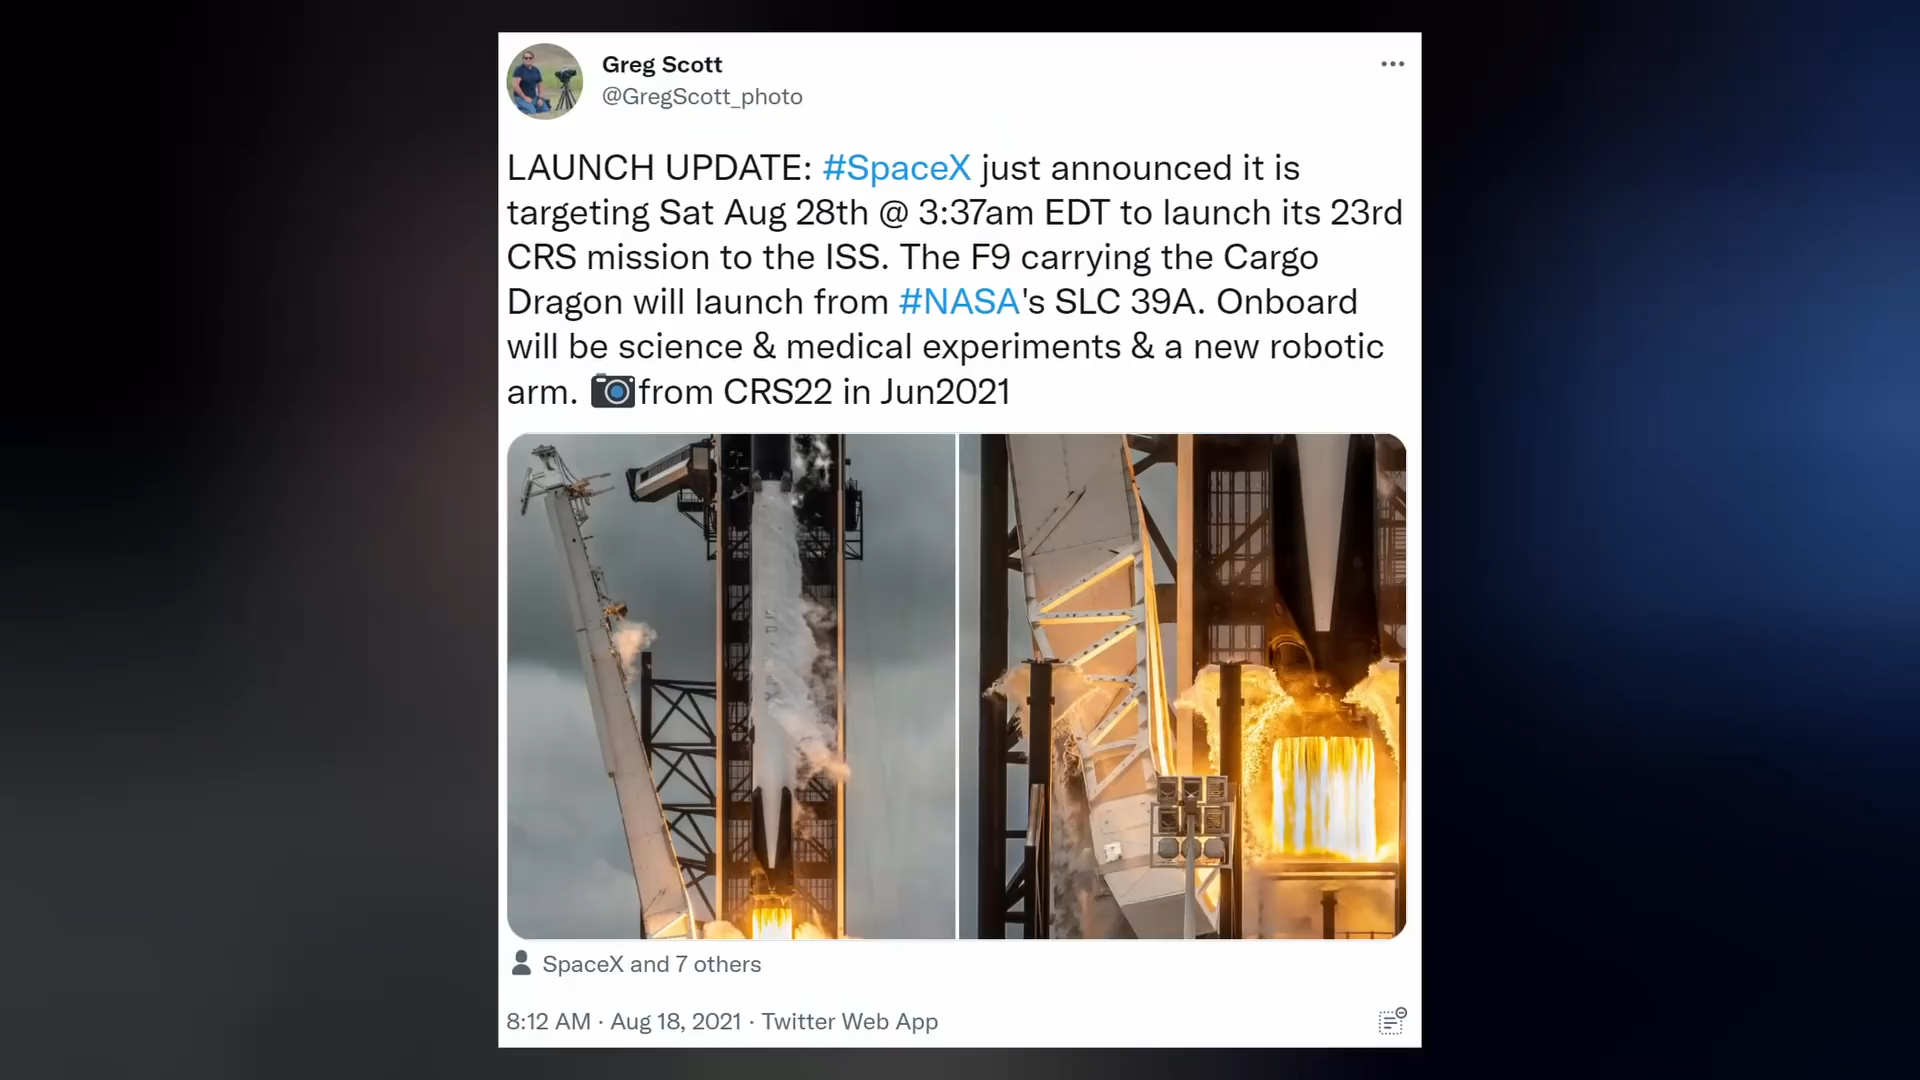 Greg Scott
@GregScott_photo
LAUNCH UPDATE: #SpaceX just announced it is
targeting Sat Aug 28th @ 3:37am EDT to launch its 23rd
CRS mission to the ISS. The F9 carrying the Cargo
Dragon will launch from #NASA's SLC 39A. Onboard
will be science & medical experiments & a new robotic
arm. 📷from CRS22 in Jun2021
SpaceX and 7 others
8:12 AM · Aug 18, 2021 · Twitter Web App